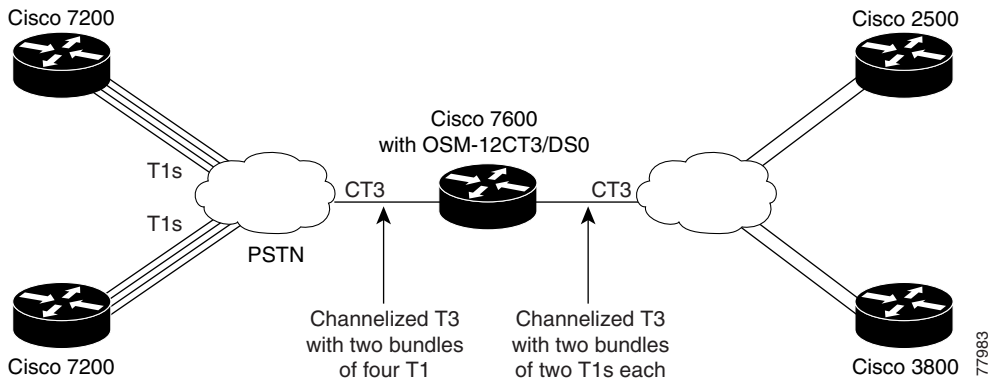 Cisco 7200
Cisco 2500
Cisco 7600
with OSM-12CT3/DS0
T1s
CT3
CT3
T1s
PSTN
Channelized T3
with two bundles
of four T1
Channelized T3
with two bundles
of two T1s each
Cisco 7200
Cisco 3800
77983